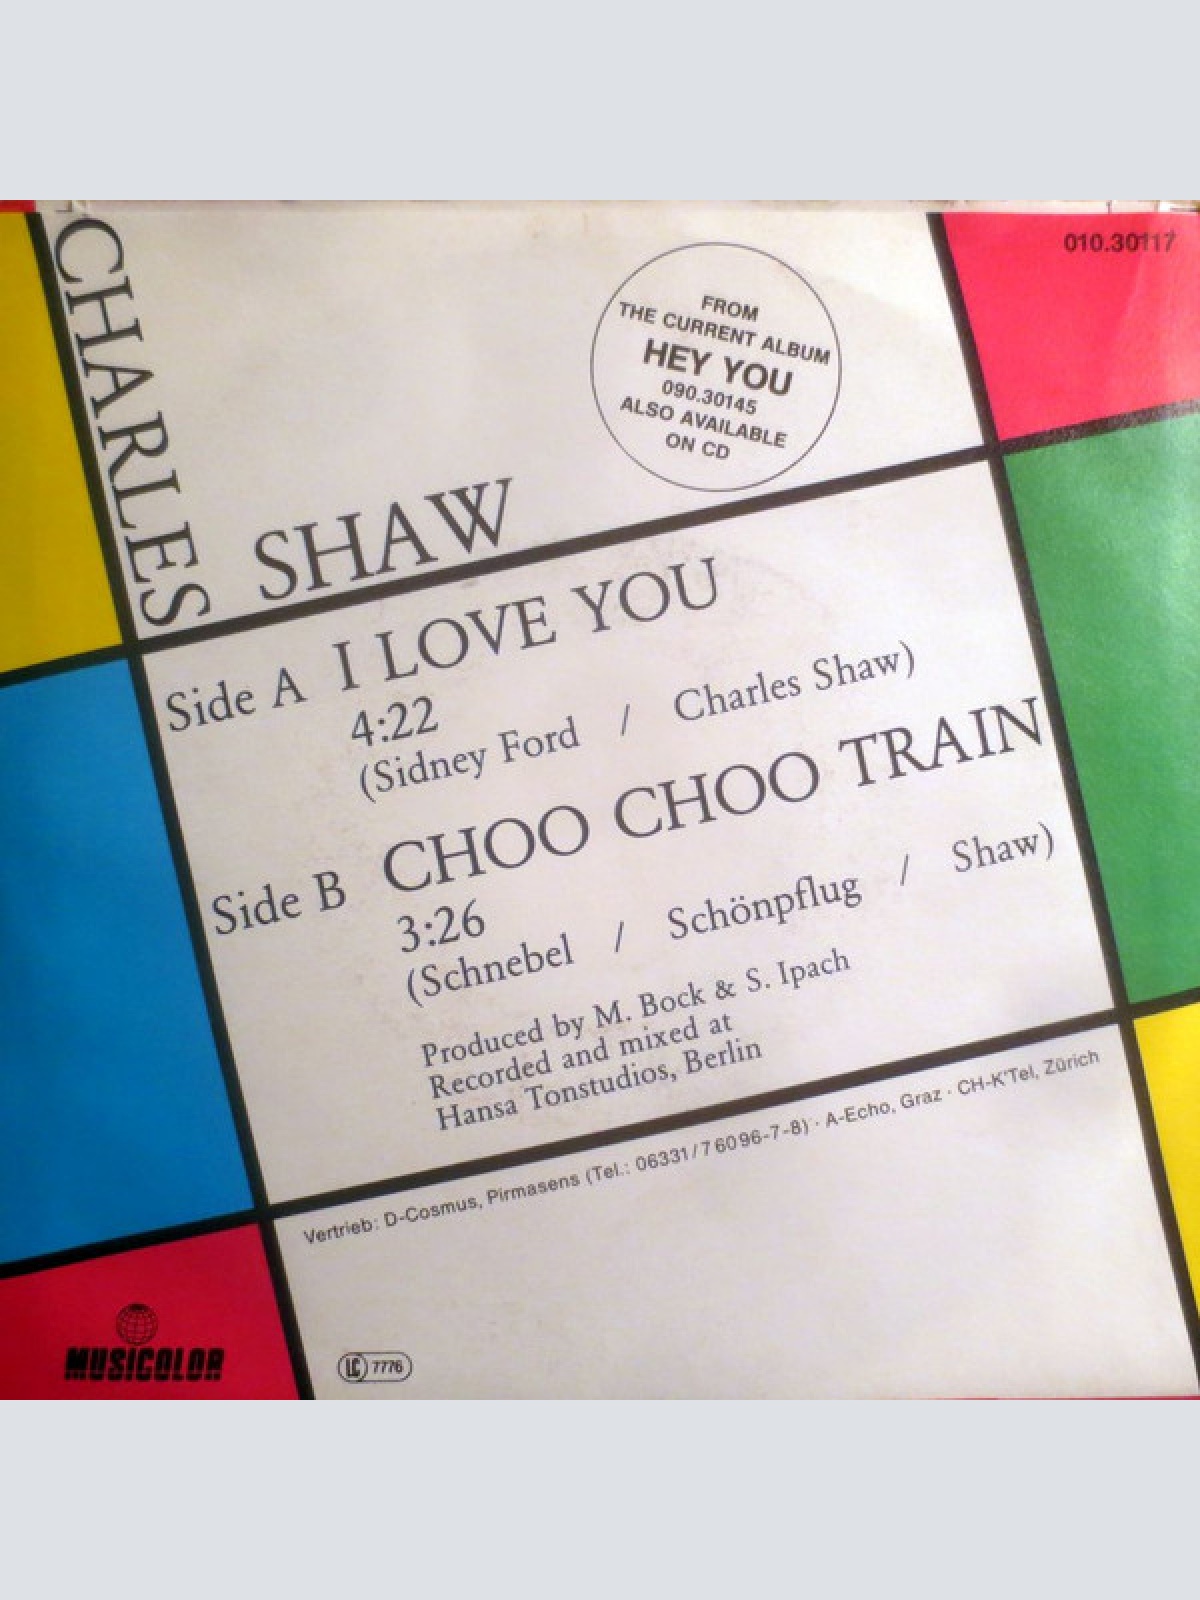 CHARLES
SHAW
010.30117
FROM
THE CURRENT ALBUM
HEY YOU
090.30145
ALSO AVAILABLE
ON CD
Side A I LOVE YOU
4:22
(Sidney Ford / Charles Shaw)
Side B CHOO CHOO TRAIN
3:26
(Schnebel / Schönpflug / Shaw)
Produced by M. Bock & S. Ipach
Recorded and mixed at
Hansa Tonstudios, Berlin
Vertrieb: D-Cosmus, Pirmasens (Tel.: 06331/76096-7-8) · A-Echo, Graz · CH-K'Tel, Zürich
MUSICOLOR
LC 7776